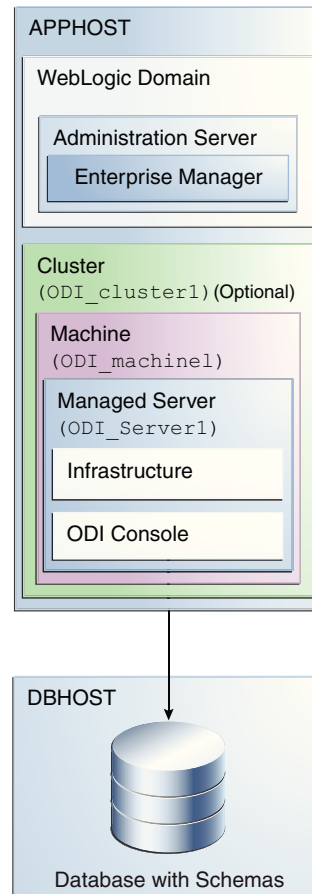 APPHOST
WebLogic Domain
Administration Server
Enterprise Manager
Cluster
(ODI_cluster1) (Optional)
Machine
(ODI_machine1)
Managed Server
(ODI_Server1)
Infrastructure
ODI Console
DBHOST
Database with Schemas